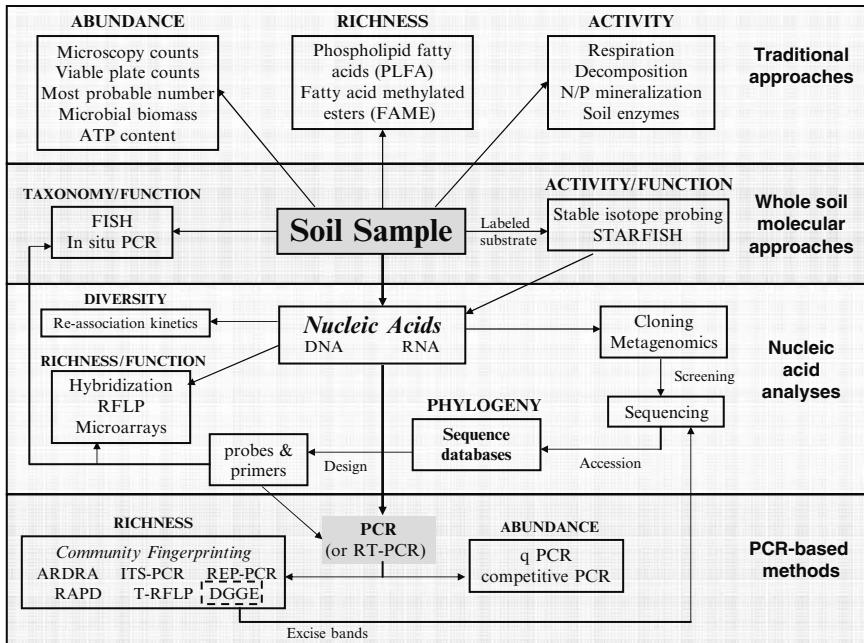 ABUNDANCE
Microscopy counts
Viable plate counts
Most probable number
Microbial biomass
ATP content
RICHNESS
Phospholipid fatty
acids (PLFA)
Fatty acid methylated
esters (FAME)
ACTIVITY
Respiration
Decomposition
N/P mineralization
Soil enzymes
Traditional
approaches
TAXONOMY/FUNCTION
FISH
In situ PCR
Soil Sample
Labeled
substrate
ACTIVITY/FUNCTION
Stable isotope probing
STARFISH
Whole soil
molecular
approaches
DIVERSITY
Re-association kinetics
Nucleic Acids
DNA RNA
Cloning
Metagenomics
Nucleic
acid
analyses
RICHNESS/FUNCTION
Hybridization
RFLP
Microarrays
Screening
Sequencing
PHYLOGENY
Sequence
databases
Accession
probes &
primers
Design
RICHNESS
Community Fingerprinting
ARDRA ITS-PCR REP-PCR
RAPD T-RFLP DGGE
PCR
(or RT-PCR)
ABUNDANCE
q PCR
competitive PCR
PCR-based
methods
Excise bands